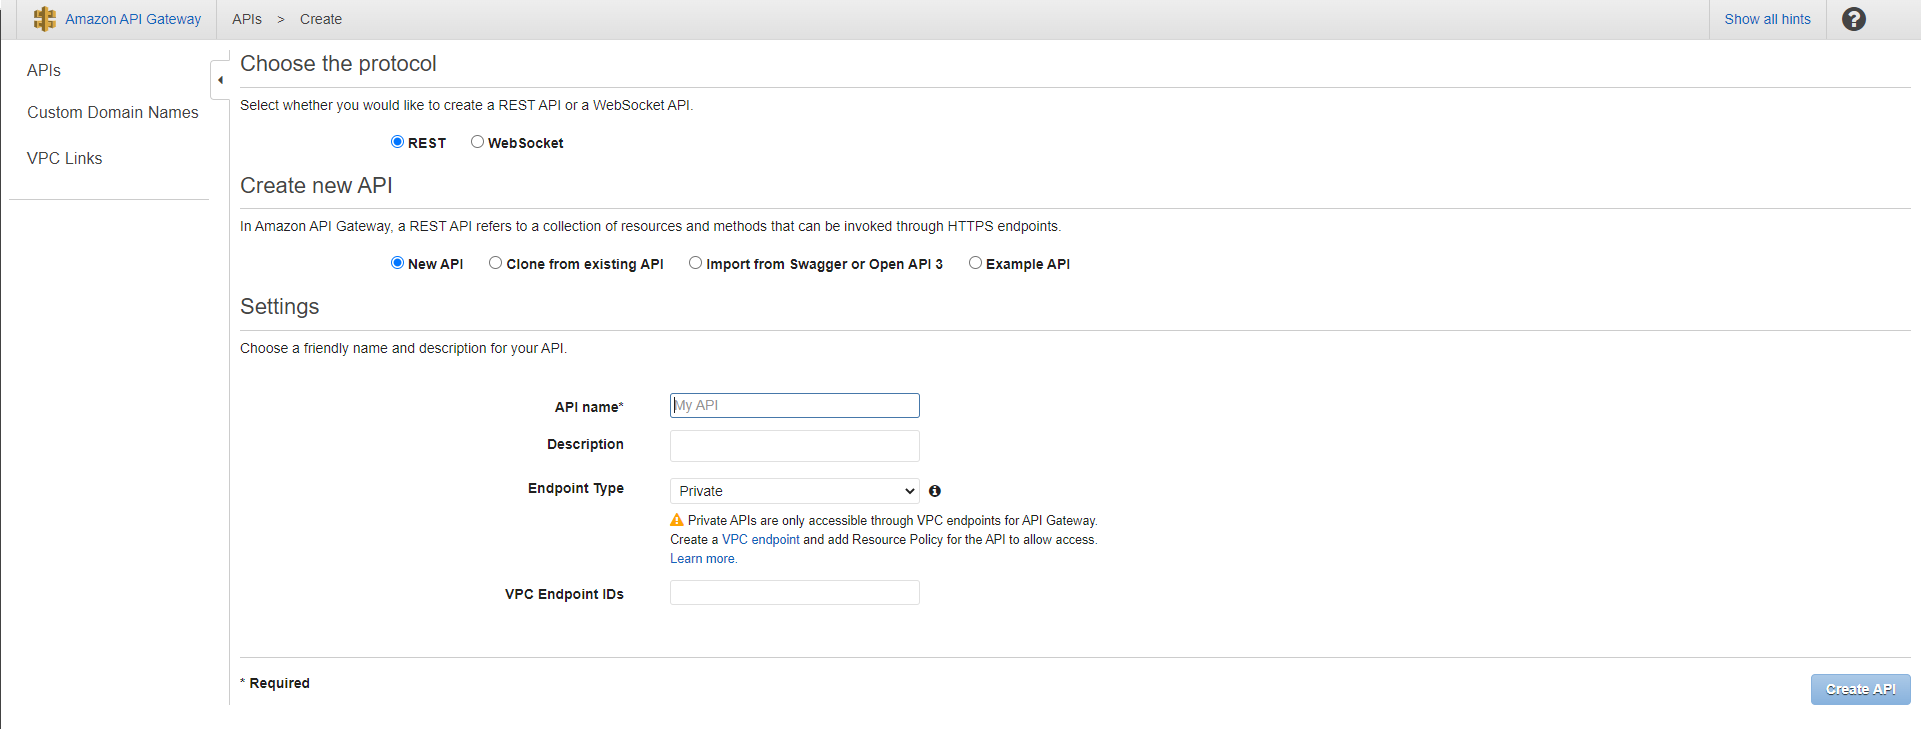 Amazon API Gateway APIs > Create Show all hints ?
APIs
Custom Domain Names
VPC Links
Choose the protocol
Select whether you would like to create a REST API or a WebSocket API.
REST WebSocket
Create new API
In Amazon API Gateway, a REST API refers to a collection of resources and methods that can be invoked through HTTPS endpoints.
New API Clone from existing API Import from Swagger or Open API 3 Example API
Settings
Choose a friendly name and description for your API.
API name* My API
Description
Endpoint Type Private
Private APIs are only accessible through VPC endpoints for API Gateway.
Create a VPC endpoint and add Resource Policy for the API to allow access.
Learn more.
VPC Endpoint IDs
* Required
Create API